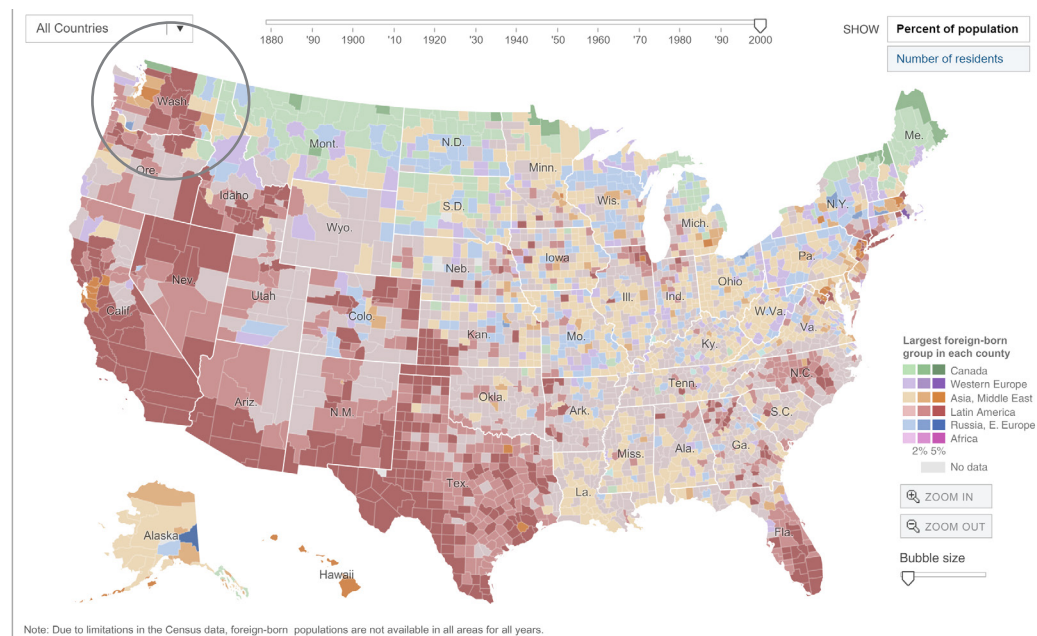 All Countries
1880 '90 1900 '10 1920 '30 1940 '50 1960 '70 1980 '90 2000
SHOW
Percent of population
Number of residents
Wash.
Ore.
Idaho
Mont.
N.D.
Minn.
Me.
S.D.
Wis.
Mich.
N.Y.
Wyo.
Nev
Utah
Colo.
Neb.
Iowa
Ill.
Ind.
Ohio
Pa.
W.Va.
Va.
Calif
Kan.
Mo.
Ky.
Ariz.
N.M.
Okla.
Ark.
Tenn.
N.C.
S.C.
Tex
La.
Miss.
Ala.
Ga.
Fla.
Alaska
Hawaii
Largest foreign-born
group in each county
Canada
Western Europe
Asia, Middle East
Latin America
Russia, E. Europe
Africa
2% 5%
No data
ZOOM IN
ZOOM OUT
Bubble size
Note: Due to limitations in the Census data, foreign-born populations are not available in all areas for all years.